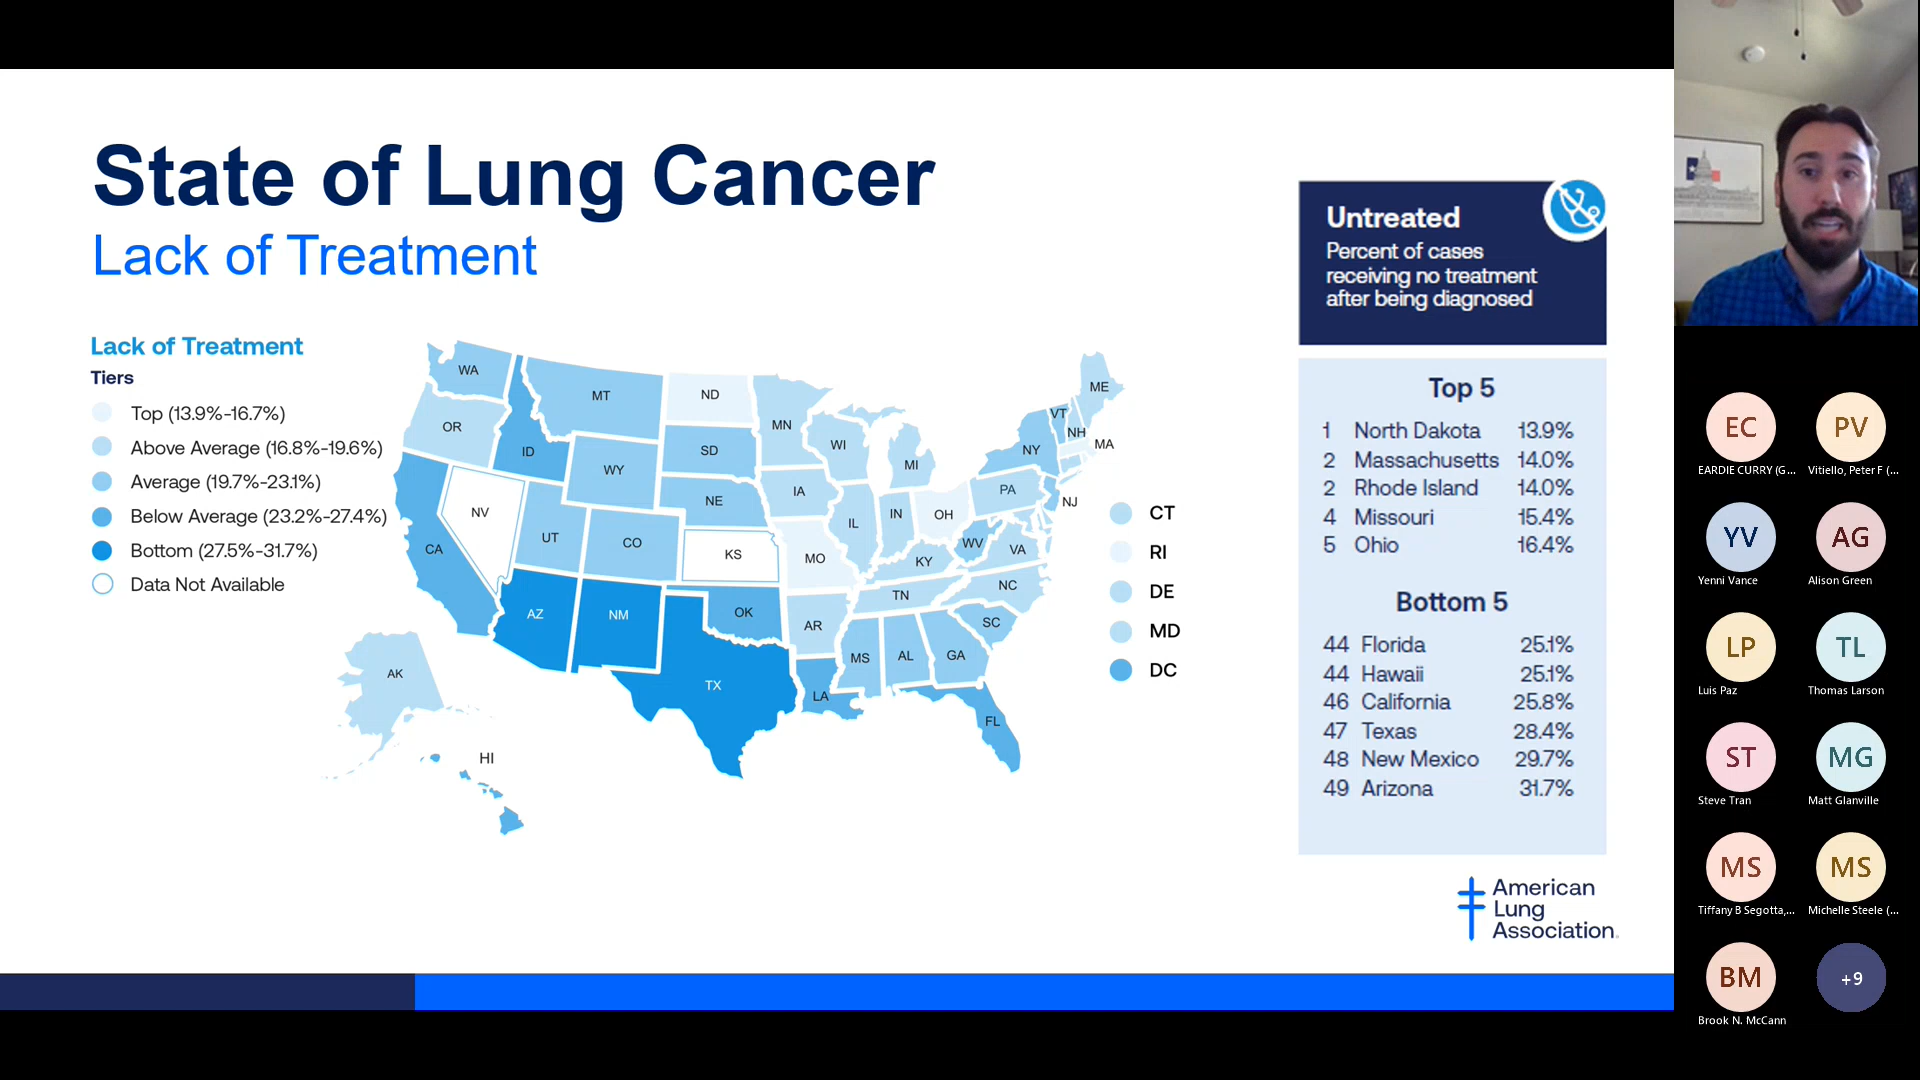 State of Lung Cancer
Lack of Treatment
Lack of Treatment
Tiers
Top (13.9%-16.7%)
Above Average (16.8%-19.6%)
Average (19.7%-23.1%)
Below Average (23.2%-27.4%)
Bottom (27.5%-31.7%)
Data Not Available
WA
OR
CA
NV
ID
MT
WY
UT
CO
AZ
NM
ND
SD
NE
KS
OK
TX
MN
IA
MO
AR
LA
WI
IL
MI
IN
OH
KY
TN
MS
AL
GA
FL
SC
NC
VA
WV
PA
NY
VT
NH
ME
MA
NJ
AK
HI
CT
RI
DE
MD
DC
Untreated
Percent of cases
receiving no treatment
after being diagnosed
Top 5
1 North Dakota 13.9%
2 Massachusetts 14.0%
2 Rhode Island 14.0%
4 Missouri 15.4%
5 Ohio 16.4%
Bottom 5
44 Florida 25.1%
44 Hawaii 25.1%
46 California 25.8%
47 Texas 28.4%
48 New Mexico 29.7%
49 Arizona 31.7%
American
Lung
Association.
EC
EARDIE CURRY (G...
PV
Vitiello, Peter F (...
YV
Yenni Vance
AG
Alison Green
LP
Luis Paz
TL
Thomas Larson
ST
Steve Tran
MG
Matt Glanville
MS
Tiffany B Segotta,...
MS
Michelle Steele (...
BM
Brook N. McCann
+9